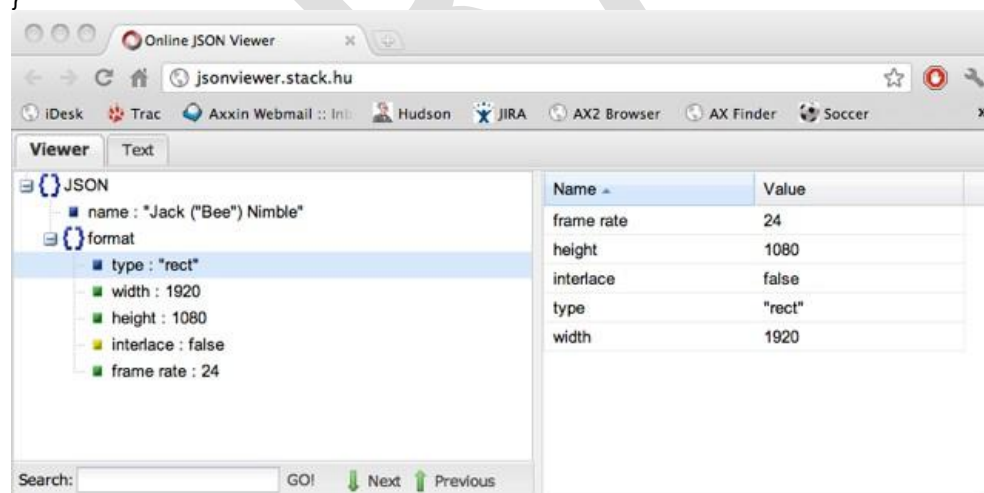 }
Online JSON Viewer
jsonviewer.stack.hu
iDesk Trac Axxin Webmail :: Hudson JIRA AX2 Browser AX Finder Soccer
Viewer Text
{}JSON
name : "Jack ("Bee") Nimble"
{}format
type : "rect"
width : 1920
height : 1080
interlace : false
frame rate : 24
Name Value
frame rate 24
height 1080
interlace false
type "rect"
width 1920
Search: GO! Next Previous